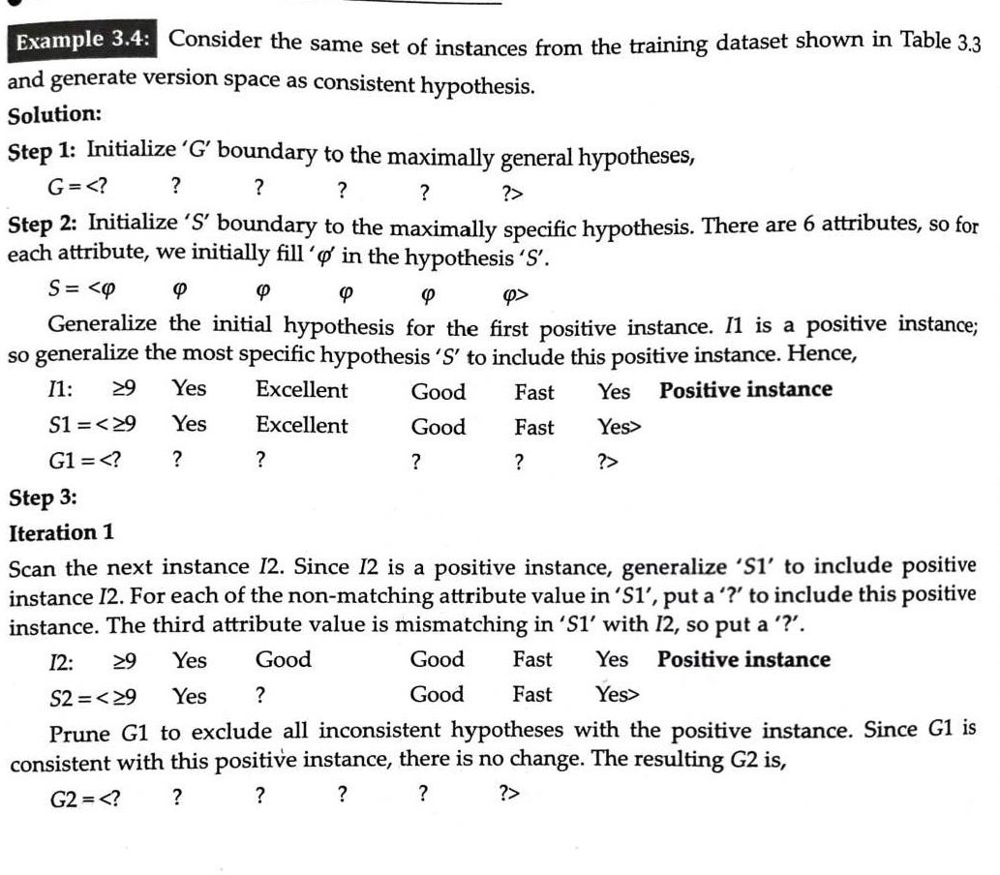 Example 3.4: Consider the same set of instances from the training dataset shown in Table 3.3
and generate version space as consistent hypothesis.
Solution:
Step 1: Initialize ‘G’ boundary to the maximally general hypotheses,
G = <? ? ? ? ? ?>
Step 2: Initialize ‘S’ boundary to the maximally specific hypothesis. There are 6 attributes, so for
each attribute, we initially fill ‘φ’ in the hypothesis ‘S’.
S = <φ φ φ φ φ φ>
Generalize the initial hypothesis for the first positive instance. I1 is a positive instance;
so generalize the most specific hypothesis ‘S’ to include this positive instance. Hence,
I1: ≥9 Yes Excellent Good Fast Yes Positive instance
S1 = <≥9 Yes Excellent Good Fast Yes>
G1 = <? ? ? ? ? ?>
Step 3:
Iteration 1
Scan the next instance I2. Since I2 is a positive instance, generalize ‘S1’ to include positive
instance I2. For each of the non-matching attribute value in ‘S1’, put a ‘?’ to include this positive
instance. The third attribute value is mismatching in ‘S1’ with I2, so put a ‘?’.
I2: ≥9 Yes Good Good Fast Yes Positive instance
S2 = <≥9 Yes ? Good Fast Yes>
Prune G1 to exclude all inconsistent hypotheses with the positive instance. Since G1 is
consistent with this positive instance, there is no change. The resulting G2 is,
G2 = <? ? ? ? ? ?>